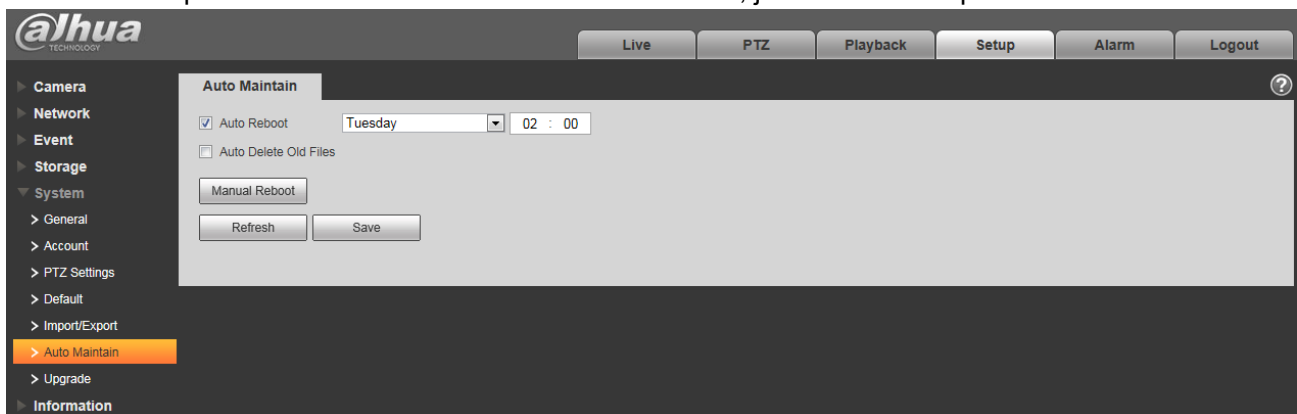 alhua
TECHNOLOGY
Live PTZ Playback Setup Alarm Logout
Camera
Network
Event
Storage
System
> General
> Account
> PTZ Settings
> Default
> Import/Export
> Auto Maintain
> Upgrade
Information
Auto Maintain
?
Auto Reboot Tuesday 02 : 00
Auto Delete Old Files
Manual Reboot
Refresh Save